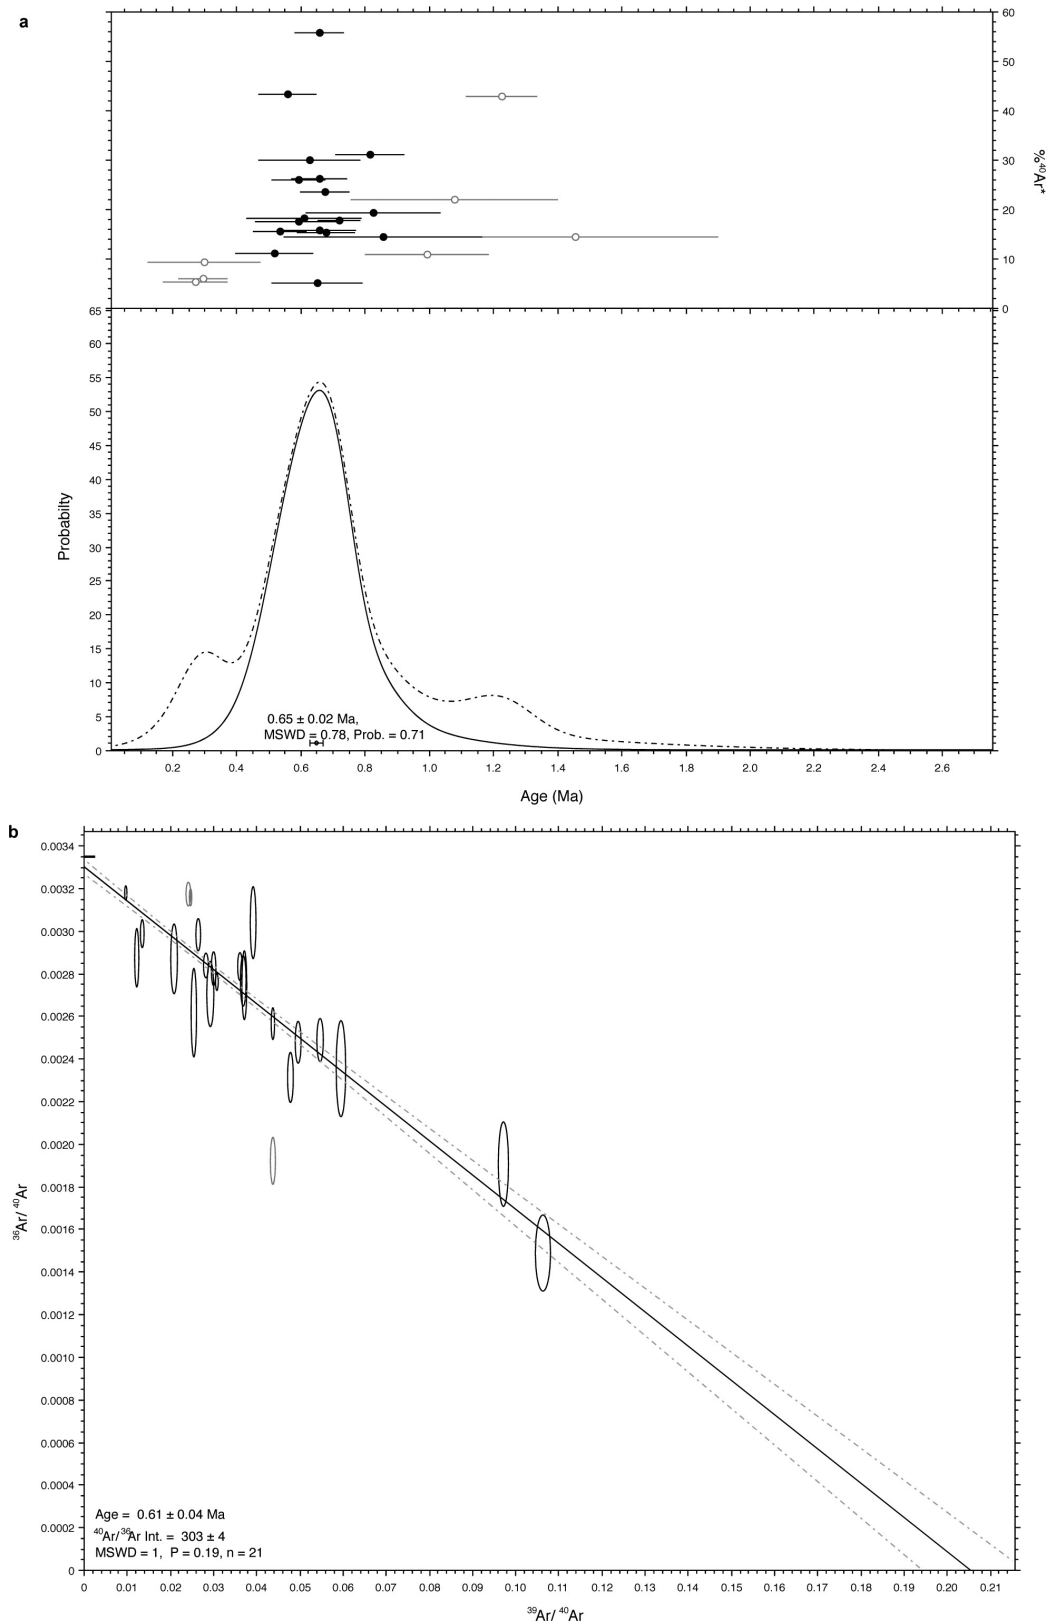 a
60
50
40
30
20
10
0
%⁴⁰Ar*
65
60
55
50
45
40
35
30
25
20
15
10
5
0
Probabilty
0.65 ± 0.02 Ma,
MSWD = 0.78, Prob. = 0.71
0.2 0.4 0.6 0.8 1.0 1.2 1.4 1.6 1.8 2.0 2.2 2.4 2.6
Age (Ma)
b
0.0034
0.0032
0.0030
0.0028
0.0026
0.0024
0.0022
0.0020
0.0018
0.0016
0.0014
0.0012
0.0010
0.0008
0.0006
0.0004
0.0002
0
³⁶Ar/ ⁴⁰Ar
Age = 0.61 ± 0.04 Ma
⁴⁰Ar/³⁶Ar Int. = 303 ± 4
MSWD = 1, P = 0.19, n = 21
0 0.01 0.02 0.03 0.04 0.05 0.06 0.07 0.08 0.09 0.10 0.11 0.12 0.13 0.14 0.15 0.16 0.17 0.18 0.19 0.20 0.21
³⁹Ar/ ⁴⁰Ar